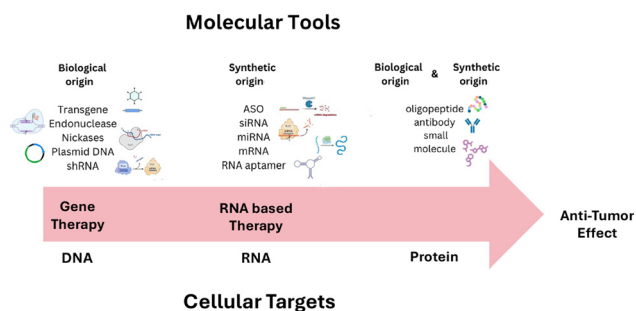 Molecular Tools
Biological
origin
Synthetic
origin
Biological
origin
&
Synthetic
origin
Transgene
Endonuclease
Nickases
Plasmid DNA
shRNA
ASO
siRNA
miRNA
mRNA
RNA aptamer
oligopeptide
antibody
small
molecule
Gene
Therapy
RNA based
Therapy
Anti-Tumor
Effect
DNA
RNA
Protein
Cellular Targets